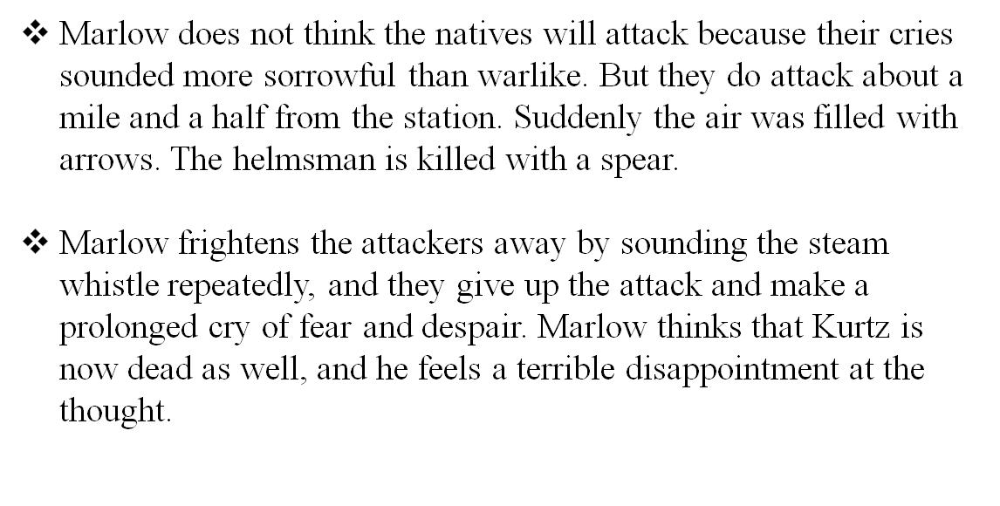 ❖ Marlow does not think the natives will attack because their cries
sounded more sorrowful than warlike. But they do attack about a
mile and a half from the station. Suddenly the air was filled with
arrows. The helmsman is killed with a spear.
❖ Marlow frightens the attackers away by sounding the steam
whistle repeatedly, and they give up the attack and make a
prolonged cry of fear and despair. Marlow thinks that Kurtz is
now dead as well, and he feels a terrible disappointment at the
thought.